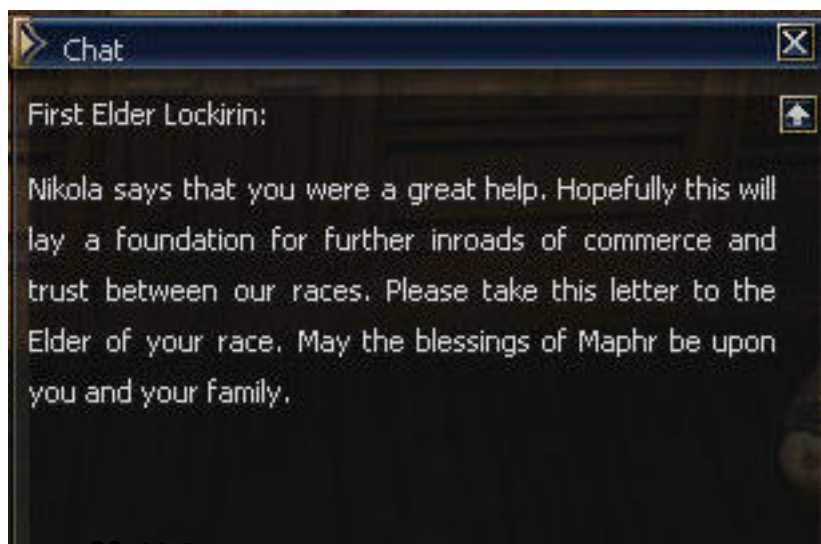 Chat
First Elder Lockirin:
Nikola says that you were a great help. Hopefully this will
lay a foundation for further inroads of commerce and
trust between our races. Please take this letter to the
Elder of your race. May the blessings of Maphr be upon
you and your family.